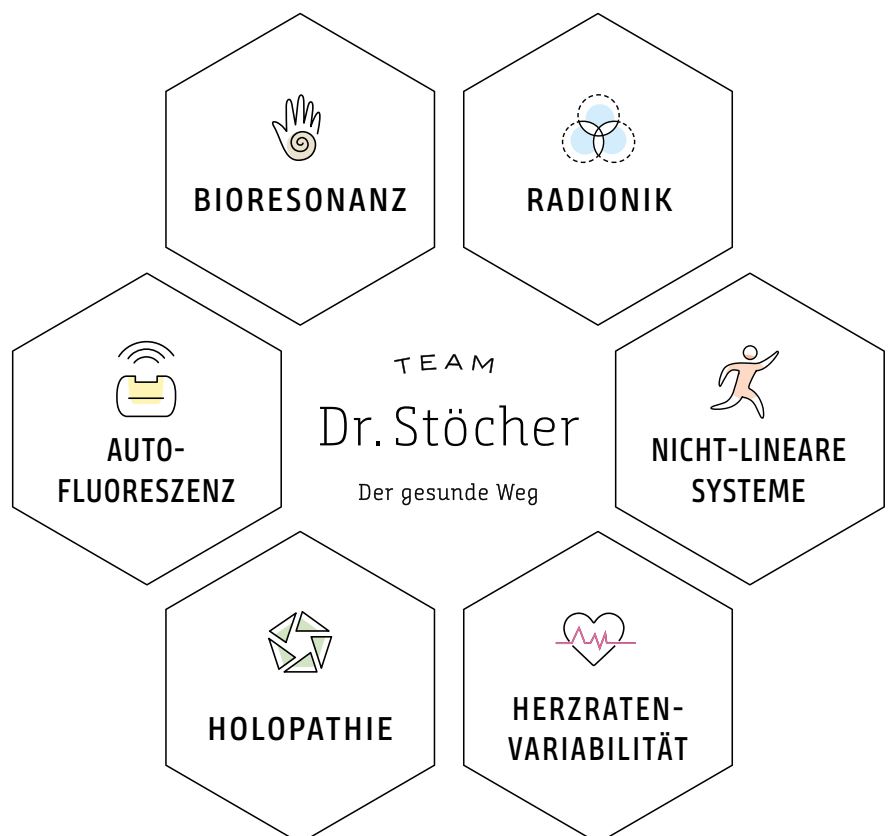 BIORESONANZ
RADIONIK
AUTO-
FLUORESZENZ
TEAM
Dr. Stöcher
Der gesunde Weg
NICHT-LINEARE
SYSTEME
HOLOPATHIE
HERZRATEN-
VARIABILITÄT